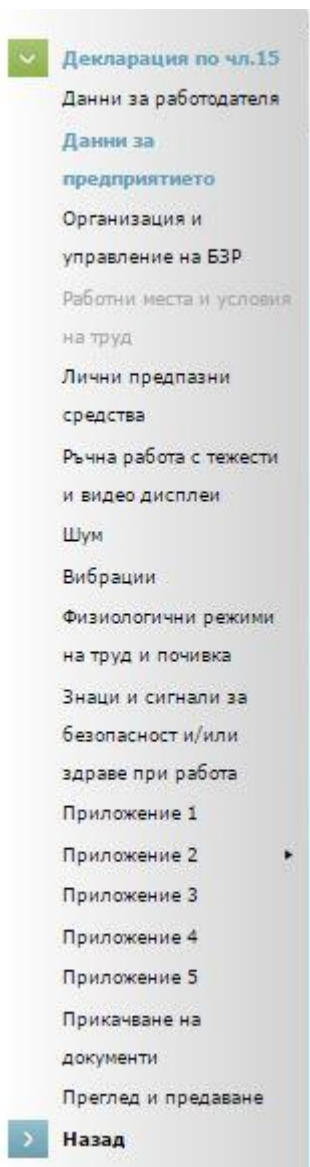 Декларация по чл.15
Данни за работодателя
Данни за
предприятието
Организация и
управление на БЗР
Работни места и условия
на труд
Лични предпазни
средства
Ръчна работа с тежести
и видео дисплеи
Шум
Вибрации
Физиологични режими
на труд и почивка
Знаци и сигнали за
безопасност и/или
здраве при работа
Приложение 1
Приложение 2
Приложение 3
Приложение 4
Приложение 5
Прикачване на
документи
Преглед и предаване
Назад